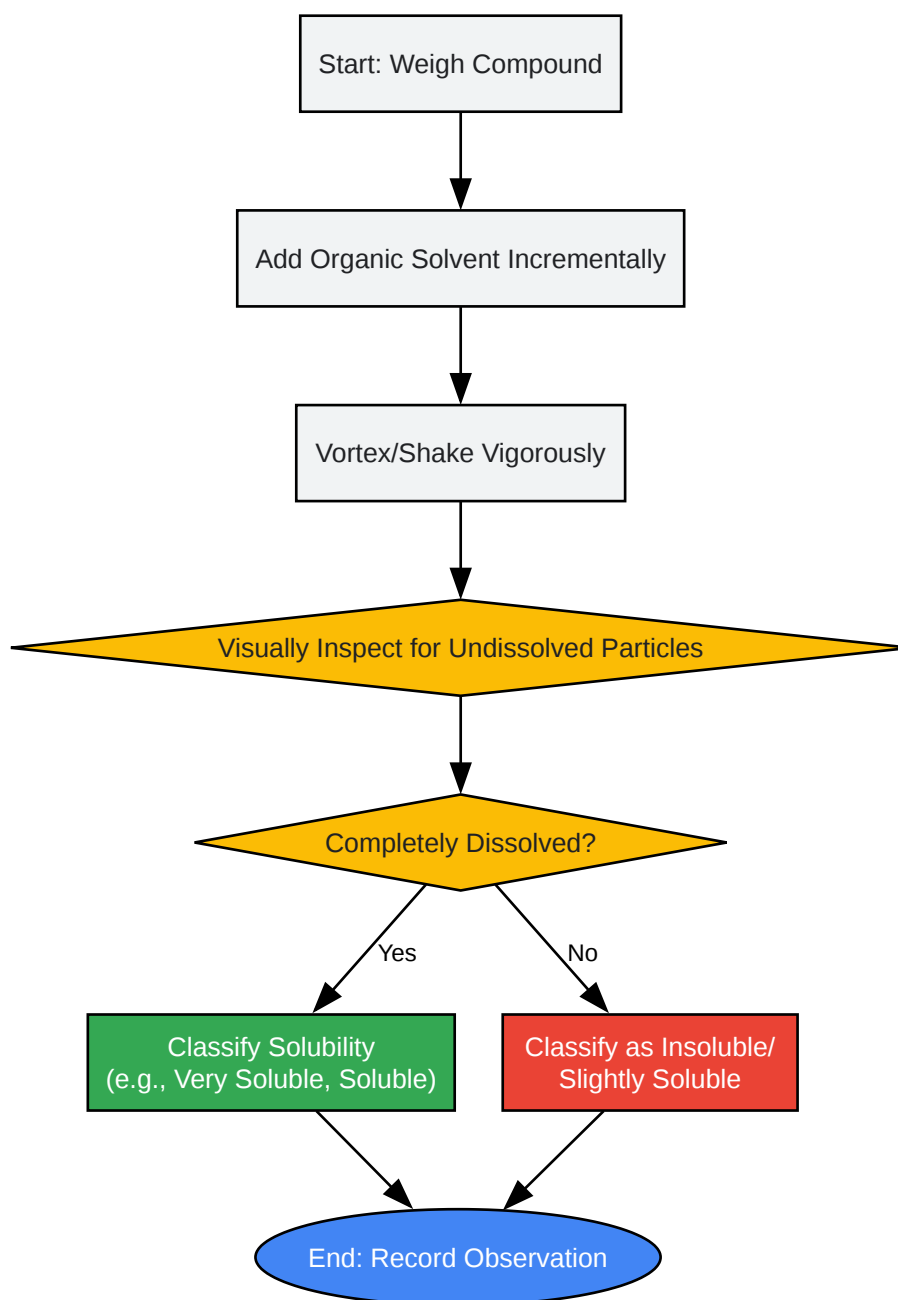 Start: Weigh Compound
Add Organic Solvent Incrementally
Vortex/Shake Vigorously
Visually Inspect for Undissolved Particles
Completely Dissolved?
Yes
No
Classify Solubility
(e.g., Very Soluble, Soluble)
Classify as Insoluble/
Slightly Soluble
End: Record Observation